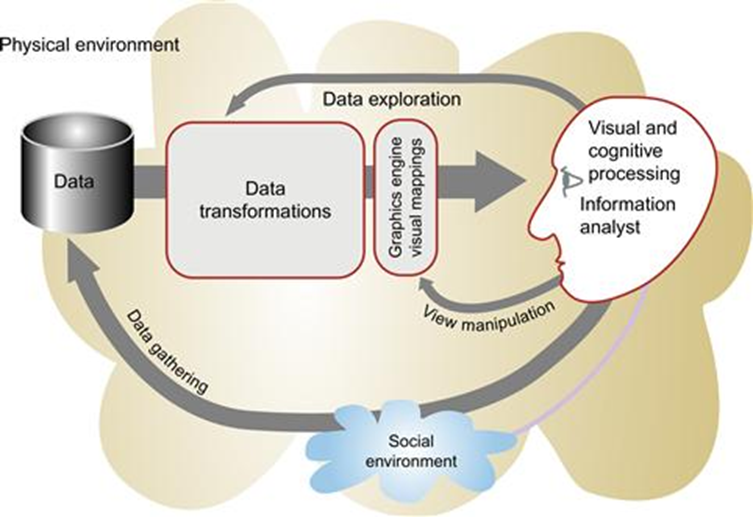 Physical environment
Data exploration
Visual and
cognitive
processing
Information
analyst
Data
Data
transformations
Graphics engine
visual mappings
View manipulation
Data gathering
Social
environment